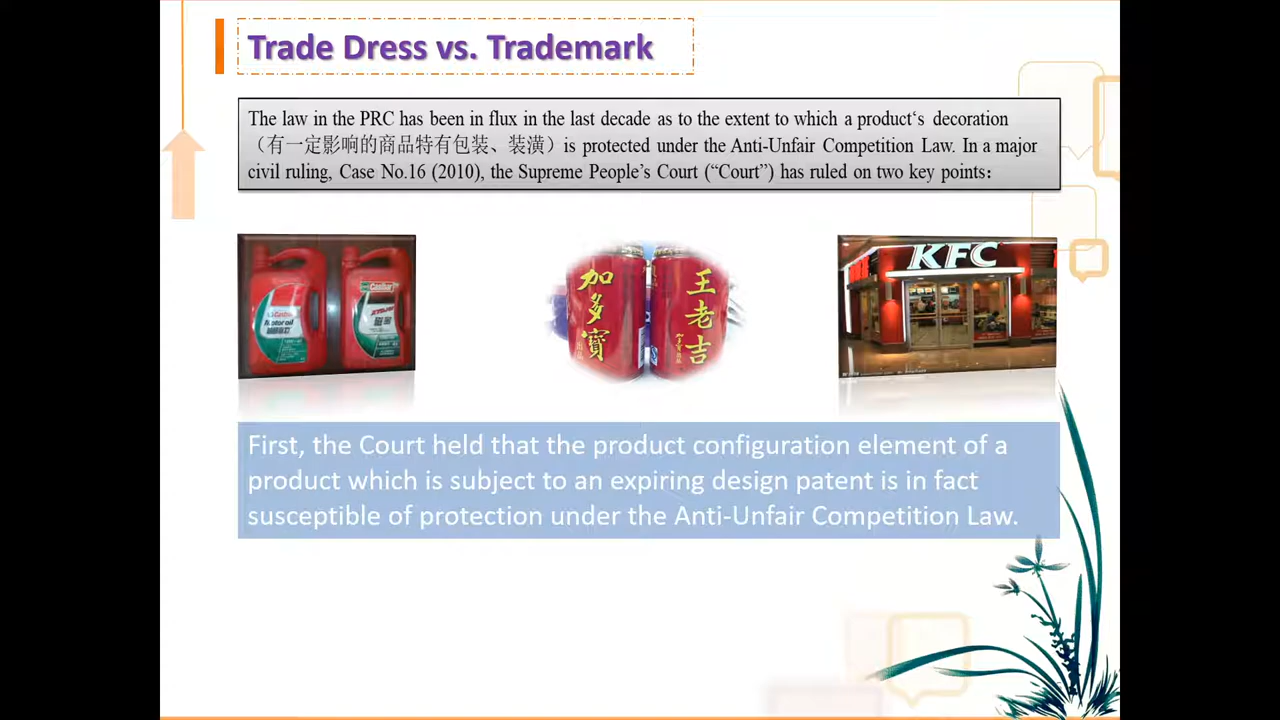 Trade Dress vs. Trademark
The law in the PRC has been in flux in the last decade as to the extent to which a product‘s decoration
（有一定影响的商品特有包装、装潢）is protected under the Anti-Unfair Competition Law. In a major
civil ruling, Case No.16 (2010), the Supreme People’s Court (“Court”) has ruled on two key points:
Castrol
Motor oil
加多寶
王老吉
KFC
First, the Court held that the product configuration element of a
product which is subject to an expiring design patent is in fact
susceptible of protection under the Anti-Unfair Competition Law.